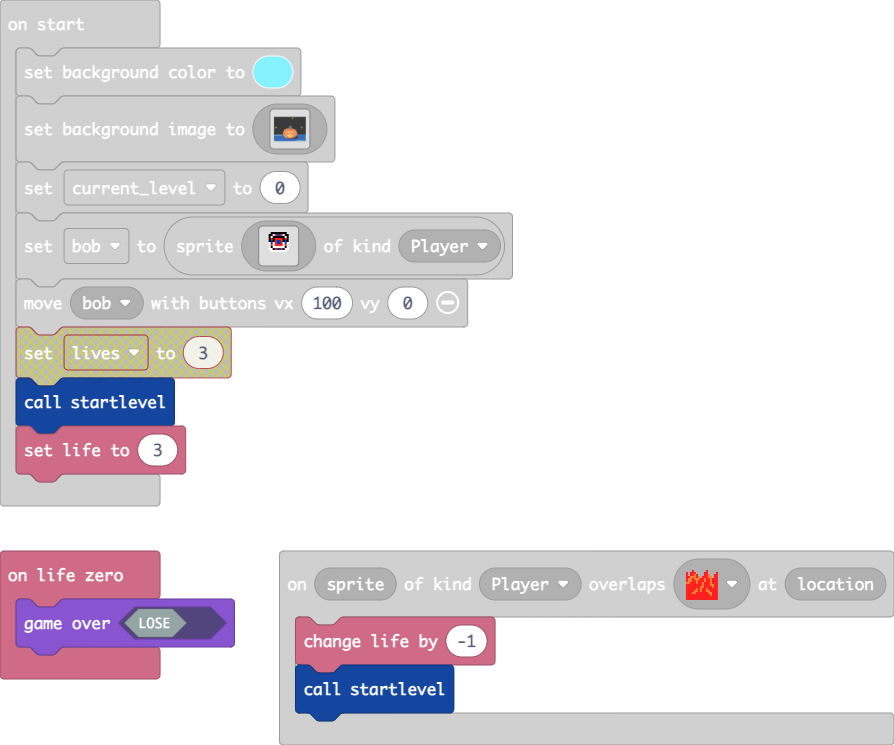 on start
set background color to
set background image to
set current_level to 0
set bob to sprite of kind Player
move bob with buttons vx 100 vy 0
set lives to 3
call startlevel
set life to 3
on life zero
game over LOSE
on sprite of kind Player overlaps at location
change life by -1
call startlevel